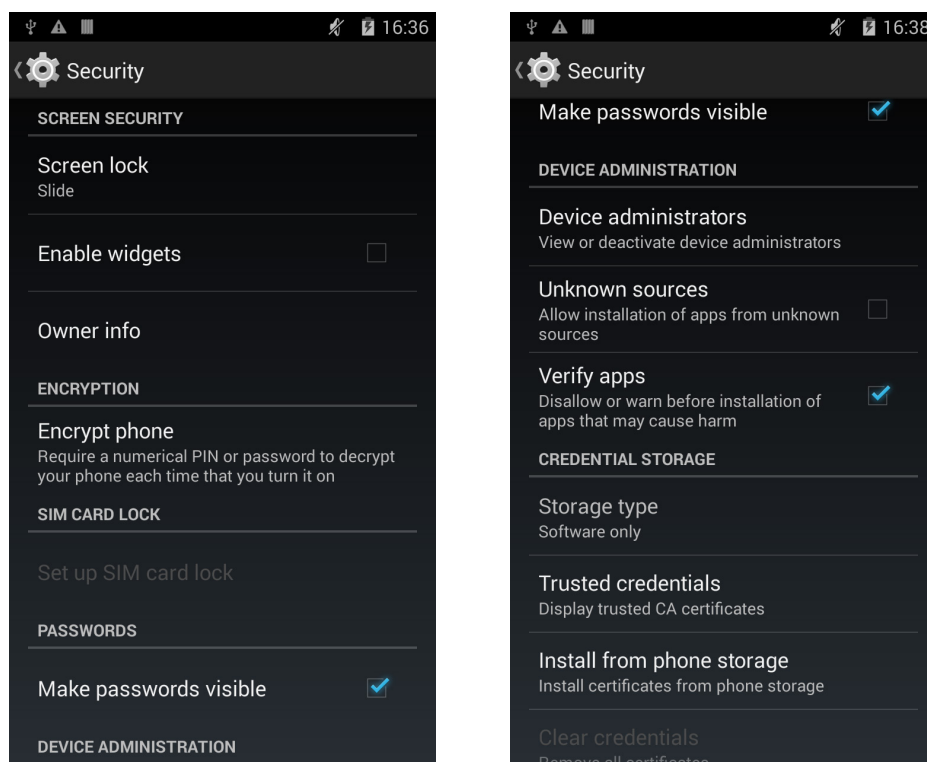 16:36
Security
SCREEN SECURITY
Screen lock
Slide
Enable widgets
Owner info
ENCRYPTION
Encrypt phone
Require a numerical PIN or password to decrypt
your phone each time that you turn it on
SIM CARD LOCK
Set up SIM card lock
PASSWORDS
Make passwords visible
DEVICE ADMINISTRATION
16:38
Security
Make passwords visible
DEVICE ADMINISTRATION
Device administrators
View or deactivate device administrators
Unknown sources
Allow installation of apps from unknown
sources
Verify apps
Disallow or warn before installation of
apps that may cause harm
CREDENTIAL STORAGE
Storage type
Software only
Trusted credentials
Display trusted CA certificates
Install from phone storage
Install certificates from phone storage
Clear credentials
Remove all certificates